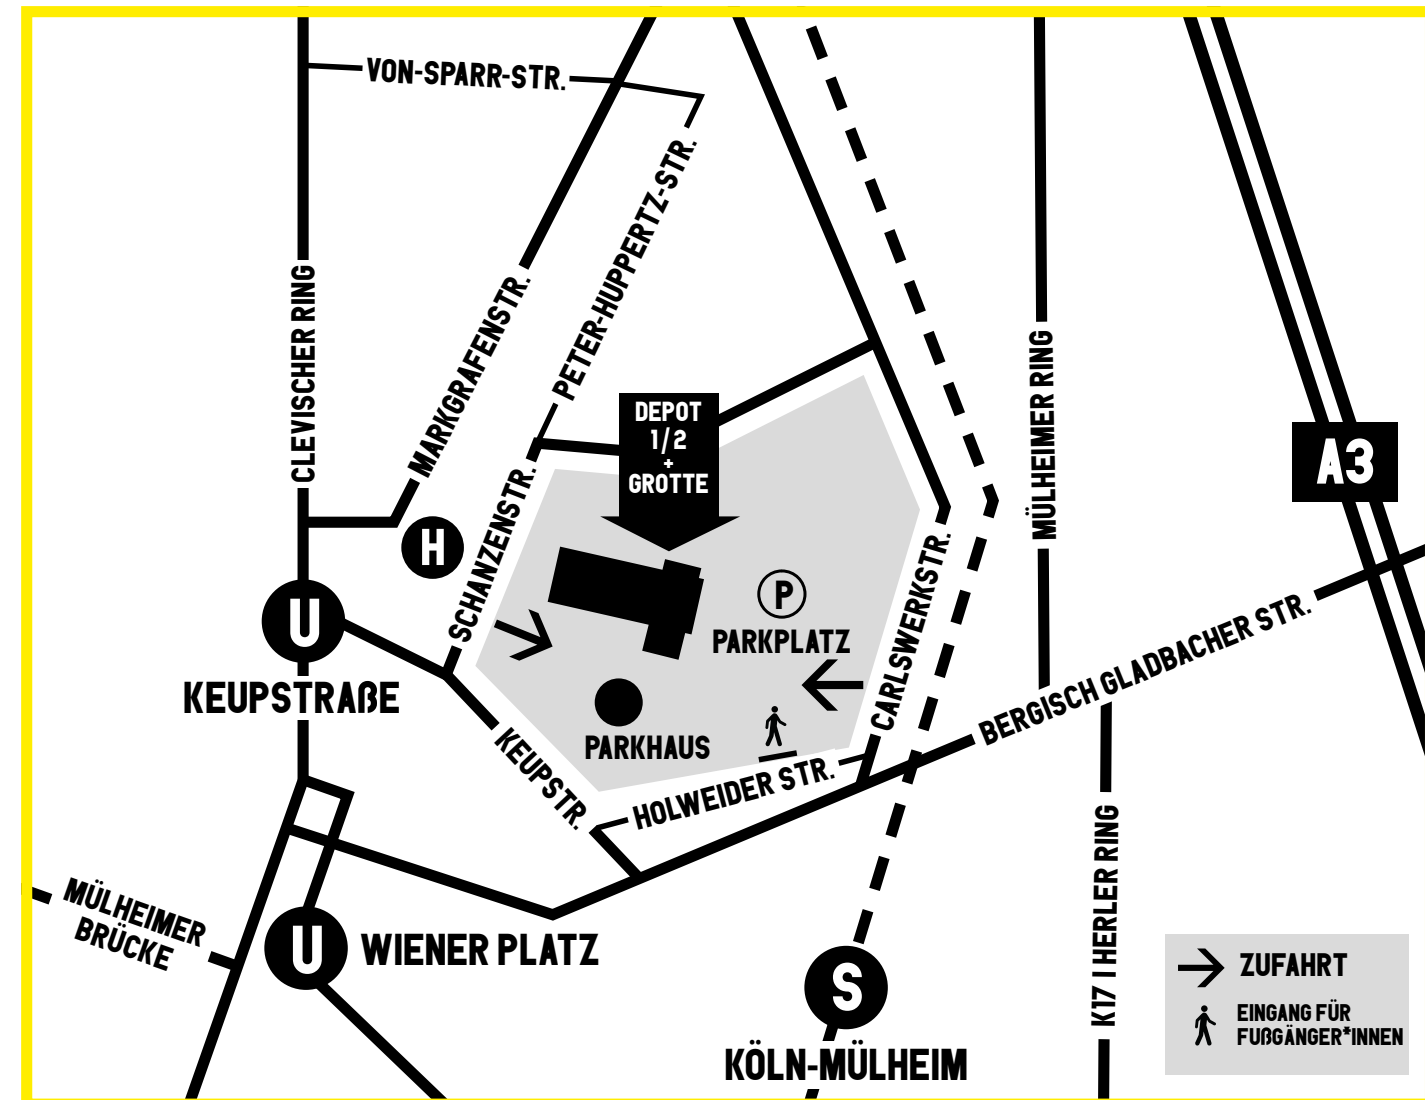 VON-SPARR-STR.
CLEVISCHER RING
MARKGRAFENSTR.
PETER-HUPPERTZ-STR.
DEPOT
1/2
+
GROTTE
MÜLHEIMER RING
A3
H
SCHANZENSTR.
U
KEUPSTRAßE
P
PARKPLATZ
CARLSWERKSTR.
BERGISCH GLADBACHER STR.
PARKHAUS
KEUPSTR.
HOLWEIDER STR.
MÜLHEIMER
BRÜCKE
U
WIENER PLATZ
S
KÖLN-MÜLHEIM
K17 | HERLER RING
ZUFAHRT
EINGANG FÜR
FUßGÄNGER*INNEN